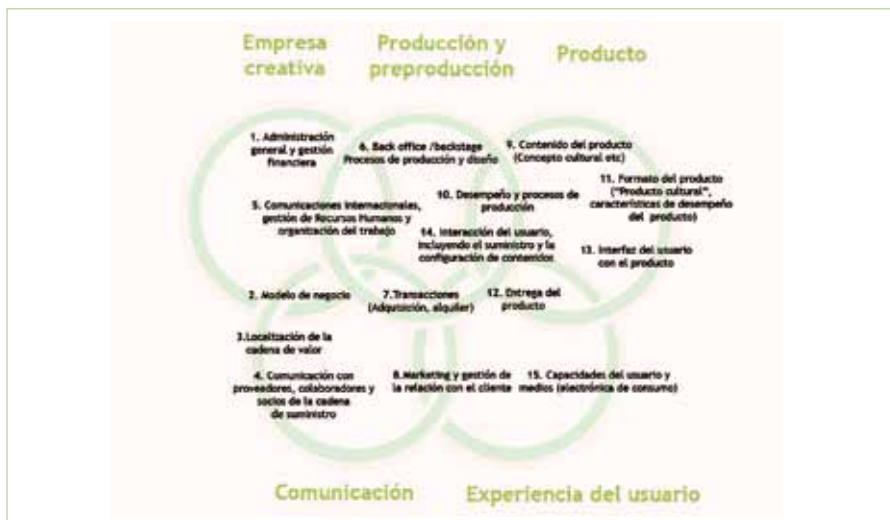 Empresa
creativa
Producción y
preproducción
Producto
1. Administración
general y gestión
financiera
6. Back office /backstage
Procesos de producción y diseño
9. Contenido del producto
(Concepto cultural etc)
11. Formato del producto
("Producto cultural",
características de desempeño
del producto)
5. Comunicaciones internacionales,
gestión de Recursos Humanos y
organización del trabajo
10. Desempeño y procesos de
producción
14. Interacción del usuario,
incluyendo el suministro y la
configuración de contenidos
13. Interfaz del usuario
con el producto
2. Modelo de negocio
7.Transacciones
(Adquisición, alquiler)
12. Entrega del
producto
3.Localización de la
cadena de valor
4. Comunicación con
proveedores, colaboradores y
socios de la cadena
de suministro
8.Marketing y gestión de
la relación con el cliente
15. Capacidades del usuario y
medios (electrónica de consumo)
Comunicación
Experiencia del usuario